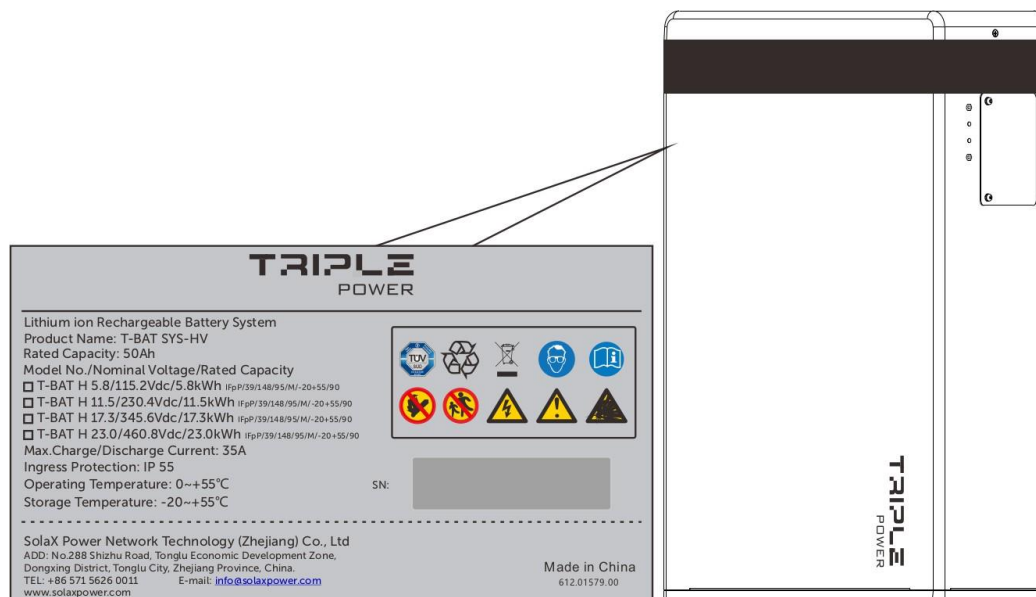 TRIPLE
POWER
Lithium ion Rechargeable Battery System
Product Name: T-BAT SYS-HV
Rated Capacity: 50Ah
Model No./Nominal Voltage/Rated Capacity
T-BAT H 5.8/115.2Vdc/5.8kWh IFpP/39/148/95/M/-20+55/90
T-BAT H 11.5/230.4Vdc/11.5kWh IFpP/39/148/95/M/-20+55/90
T-BAT H 17.3/345.6Vdc/17.3kWh IFpP/39/148/95/M/-20+55/90
T-BAT H 23.0/460.8Vdc/23.0kWh IFpP/39/148/95/M/-20+55/90
Max.Charge/Discharge Current: 35A
Ingress Protection: IP 55
Operating Temperature: 0~+55℃
Storage Temperature: -20~+55℃
TÜV
SÜD
SN:
SolaX Power Network Technology (Zhejiang) Co., Ltd
ADD: No.288 Shizhu Road, Tonglu Economic Development Zone,
Dongxing District, Tonglu City, Zhejiang Province, China.
TEL: +86 571 5626 0011 E-mail: info@solaxpower.com
www.solaxpower.com
Made in China
612.01579.00
TRIPLE
POWER